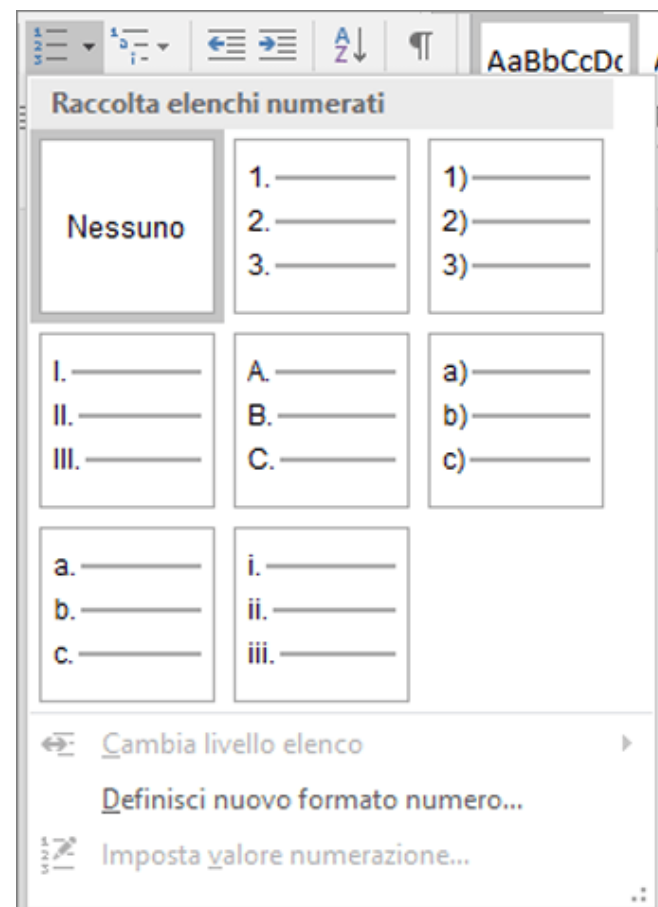 AaBbCcDc
Raccolta elenchi numerati
Nessuno
1.
2.
3.
1)
2)
3)
I.
II.
III.
A.
B.
C.
a)
b)
c)
a.
b.
c.
i.
ii.
iii.
Cambia livello elenco
Definisci nuovo formato numero...
Imposta valore numerazione...